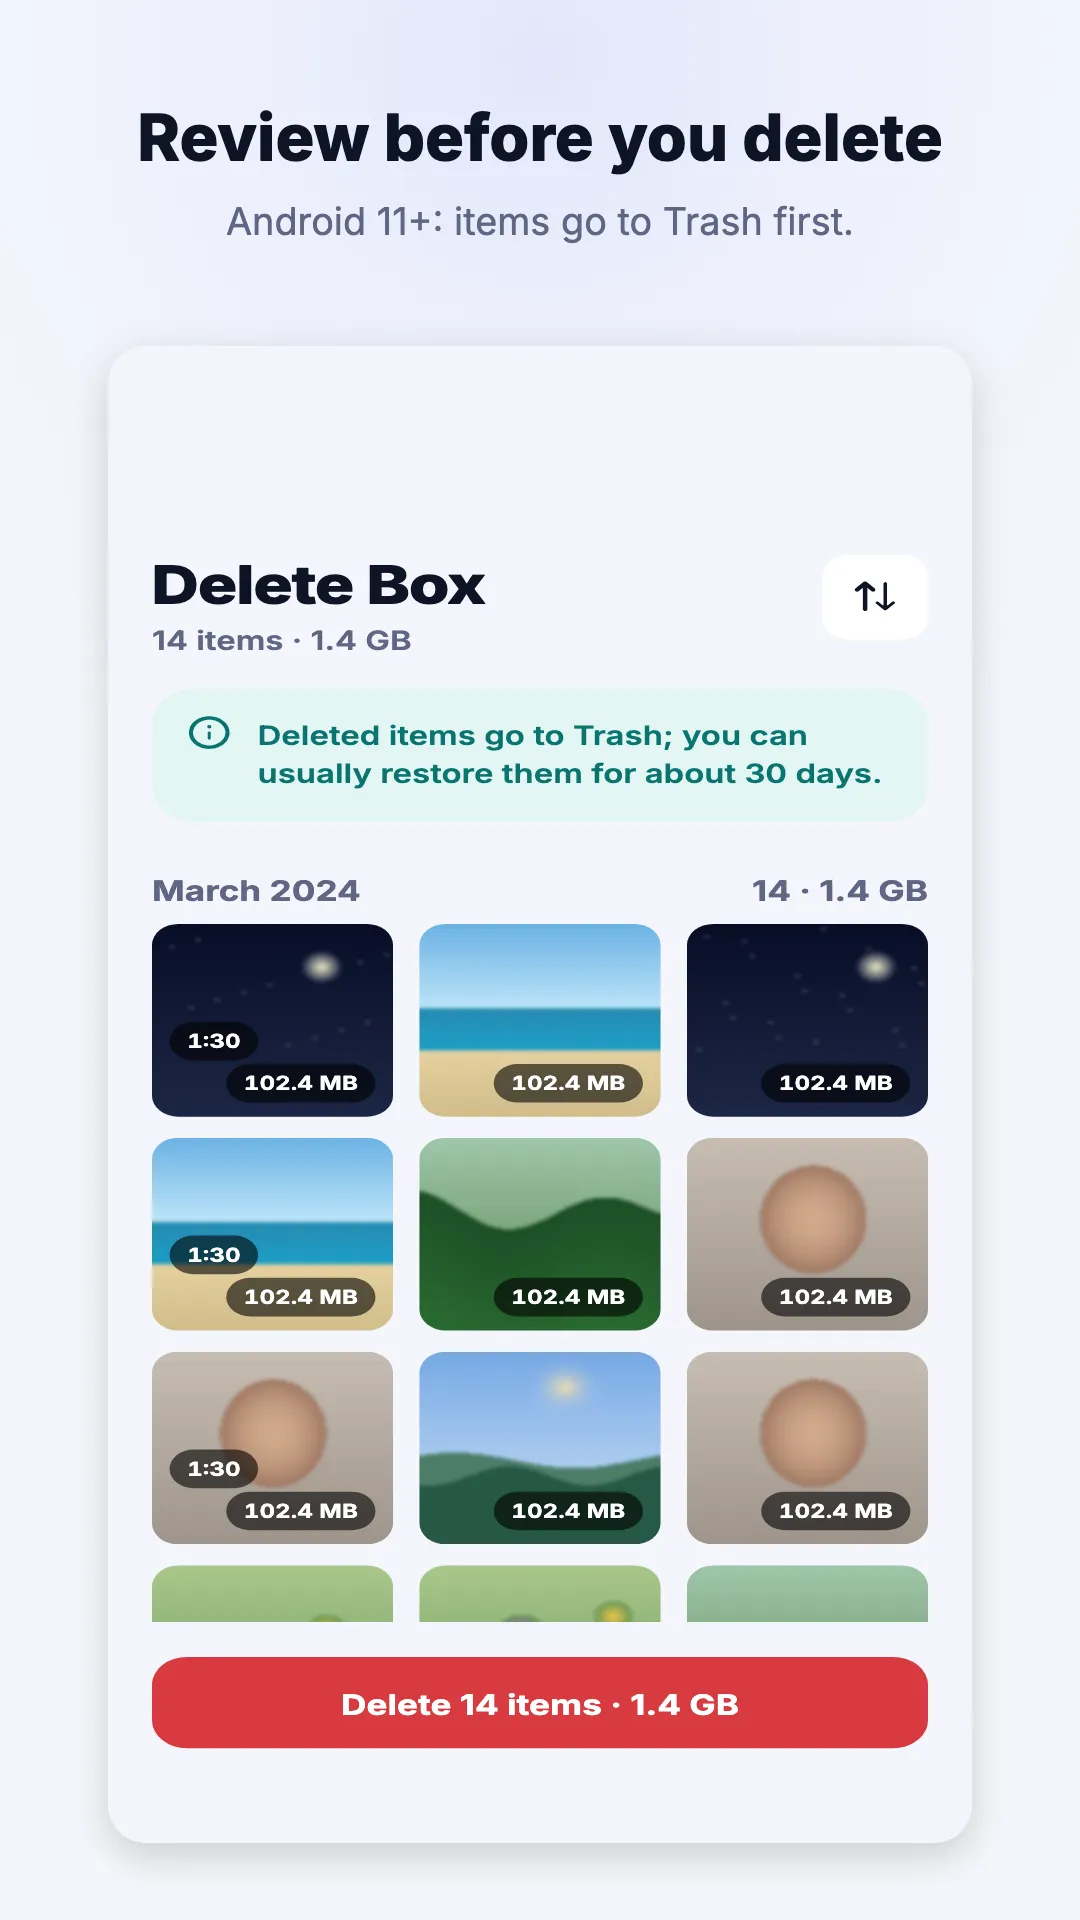 Review before you delete
Android 11+: items go to Trash first.
Delete Box
14 items · 1.4 GB
Deleted items go to Trash; you can
usually restore them for about 30 days.
March 2024
14 · 1.4 GB
1:30
102.4 MB
102.4 MB
102.4 MB
1:30
102.4 MB
102.4 MB
102.4 MB
1:30
102.4 MB
102.4 MB
102.4 MB
Delete 14 items · 1.4 GB